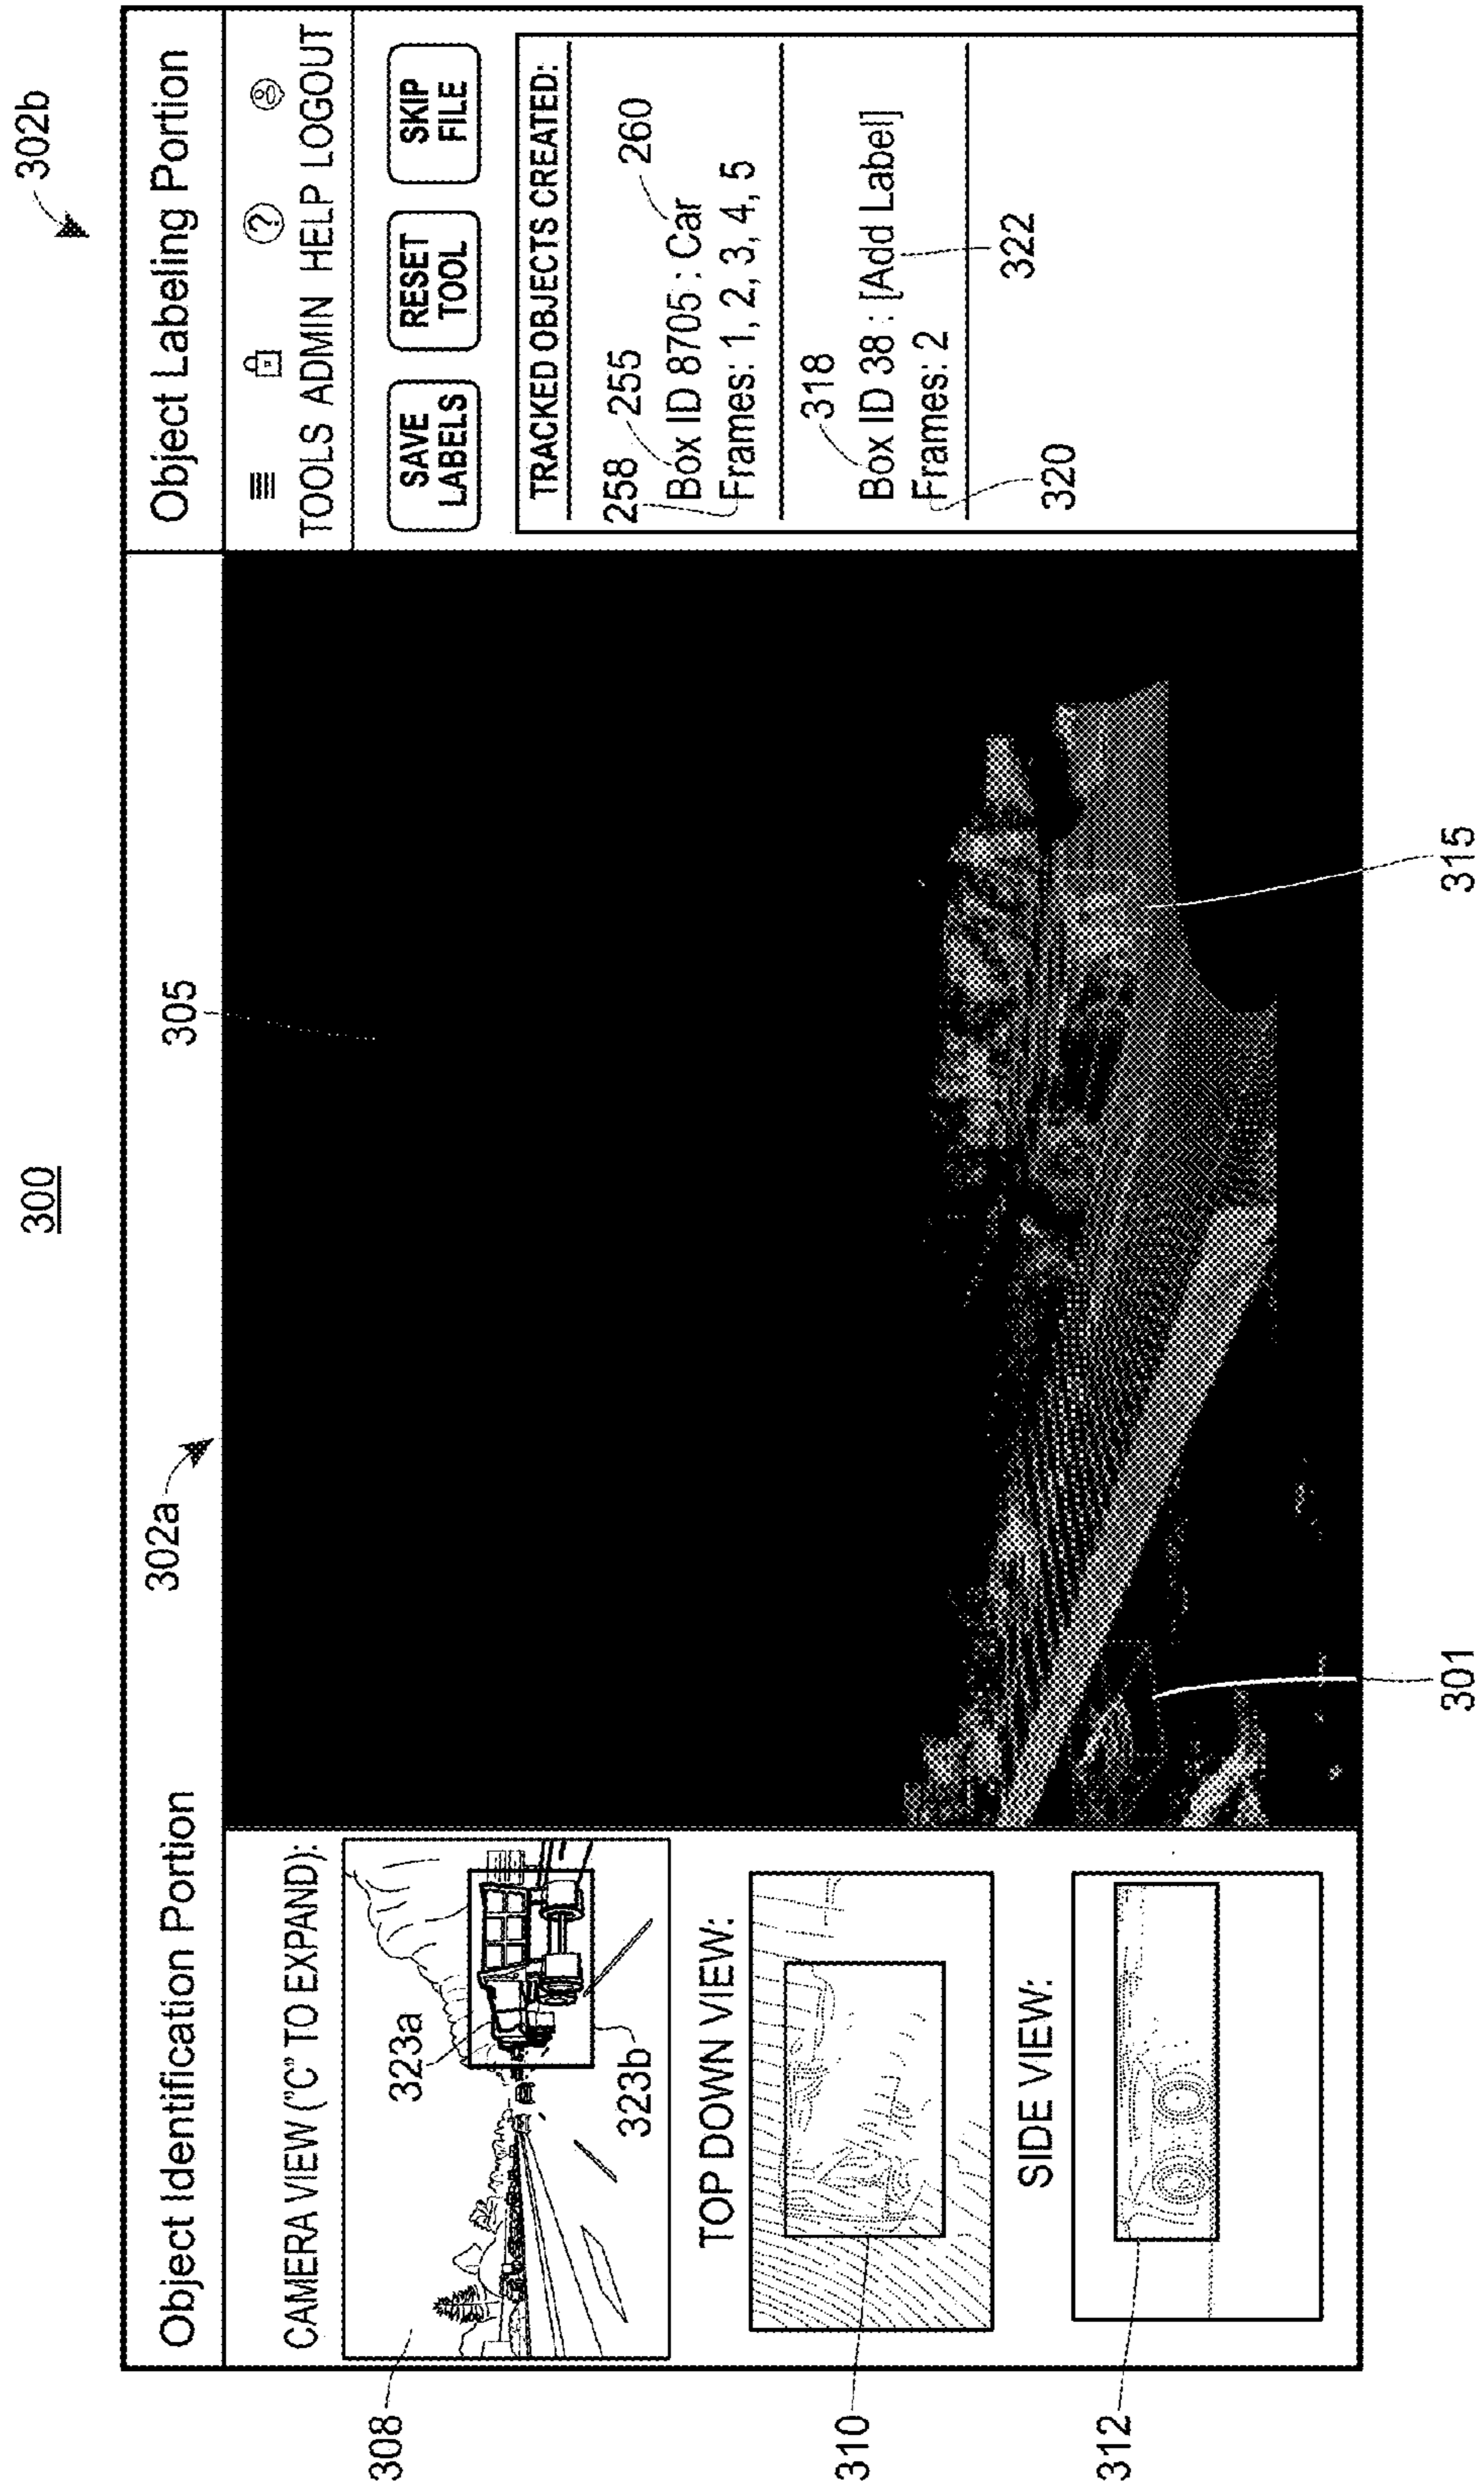 300
302a
302b
305
Object Identification Portion
Object Labeling Portion
CAMERA VIEW ("C" TO EXPAND):
308
323a
323b
TOP DOWN VIEW:
310
SIDE VIEW:
312
301
315
TOOLS ADMIN HELP LOGOUT
SAVE
LABELS
RESET
TOOL
SKIP
FILE
TRACKED OBJECTS CREATED:
258
255
260
Box ID 8705 : Car
Frames: 1, 2, 3, 4, 5
318
Box ID 38 : [Add Label]
Frames: 2
320
322